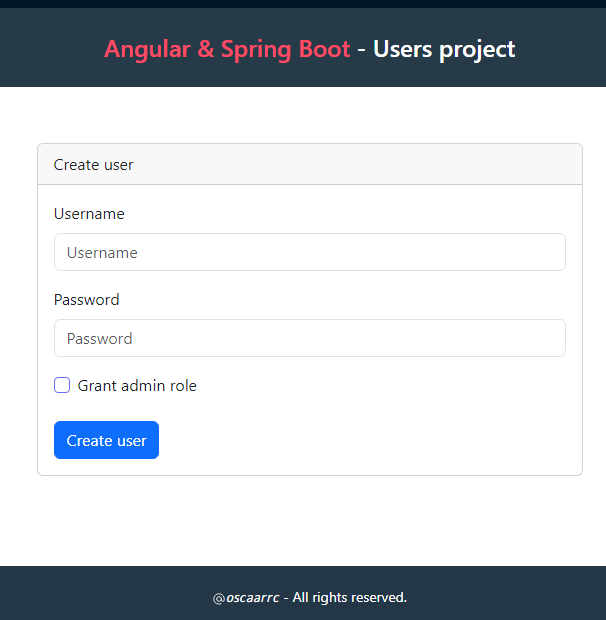 Angular & Spring Boot - Users project
Create user
Username
Username
Password
Password
Grant admin role
Create user
@oscaarrc - All rights reserved.